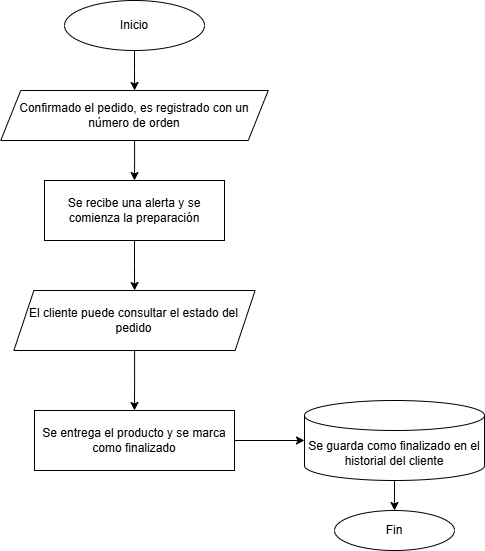 Inicio
Confirmado el pedido, es registrado con un
número de orden
Se recibe una alerta y se
comienza la preparación
El cliente puede consultar el estado del
pedido
Se entrega el producto y se marca
como finalizado
Se guarda como finalizado en el
historial del cliente
Fin